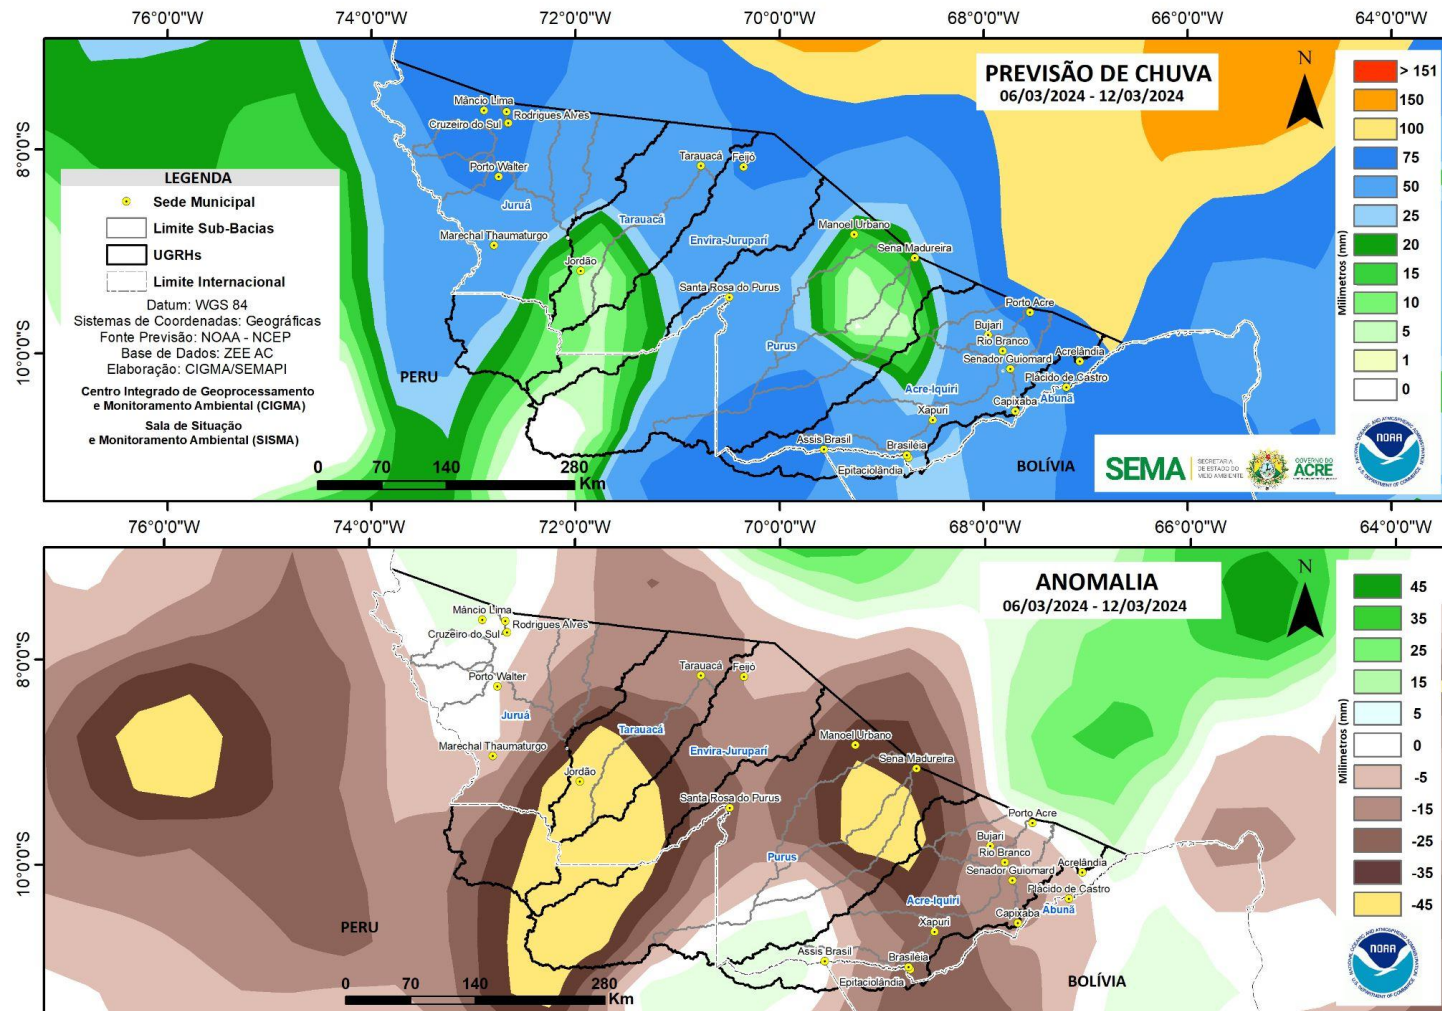 76°0'0"W
74°0'0"W
72°0'0"W
70°0'0"W
68°0'0"W
66°0'0"W
64°0'0"W
PREVISÃO DE CHUVA
06/03/2024 - 12/03/2024
N
> 151
150
100
75
50
25
20
15
10
5
1
0
Milímetros (mm)
8°0'0"S
10°0'0"S
LEGENDA
Sede Municipal
Limite Sub-Bacias
UGRHs
Limite Internacional
Datum: WGS 84
Sistemas de Coordenadas: Geográficas
Fonte Previsão: NOAA - NCEP
Base de Dados: ZEE AC
Elaboração: CIGMA/SEMAPI
Centro Integrado de Geoprocessamento
e Monitoramento Ambiental (CIGMA)
Sala de Situação
e Monitoramento Ambiental (SISMA)
Mâncio Lima
Rodrigues Alves
Cruzeiro do Sul
Porto Walter
Juruá
Marechal Thaumaturgo
Tarauacá
Feijó
Tarauacá
Jordão
Envira-Jurupari
Manoel Urbano
Sena Madureira
Santa Rosa do Purus
Purus
Porto Acre
Bujari
Rio Branco
Senador Guiomard
Acrelândia
Plácido de Castro
Abunã
Acre-Iquiri
Capixaba
Xapuri
Assis Brasil
Brasiléia
Epitaciolândia
PERU
BOLÍVIA
0 70 140 280
Km
SEMA
SECRETARIA
DE ESTADO DO
MEIO AMBIENTE
GOVERNO DO
ACRE
NOAA
76°0'0"W
74°0'0"W
72°0'0"W
70°0'0"W
68°0'0"W
66°0'0"W
64°0'0"W
ANOMALIA
06/03/2024 - 12/03/2024
N
45
35
25
15
5
0
-5
-15
-25
-35
-45
Milímetros (mm)
8°0'0"S
10°0'0"S
Mâncio Lima
Rodrigues Alves
Cruzeiro do Sul
Porto Walter
Juruá
Marechal Thaumaturgo
Tarauacá
Feijó
Tarauacá
Jordão
Envira-Jurupari
Manoel Urbano
Sena Madureira
Santa Rosa do Purus
Purus
Porto Acre
Bujari
Rio Branco
Senador Guiomard
Acrelândia
Plácido de Castro
Abunã
Acre-Iquiri
Capixaba
Xapuri
Assis Brasil
Brasiléia
Epitaciolândia
PERU
BOLÍVIA
0 70 140 280
Km
NOAA